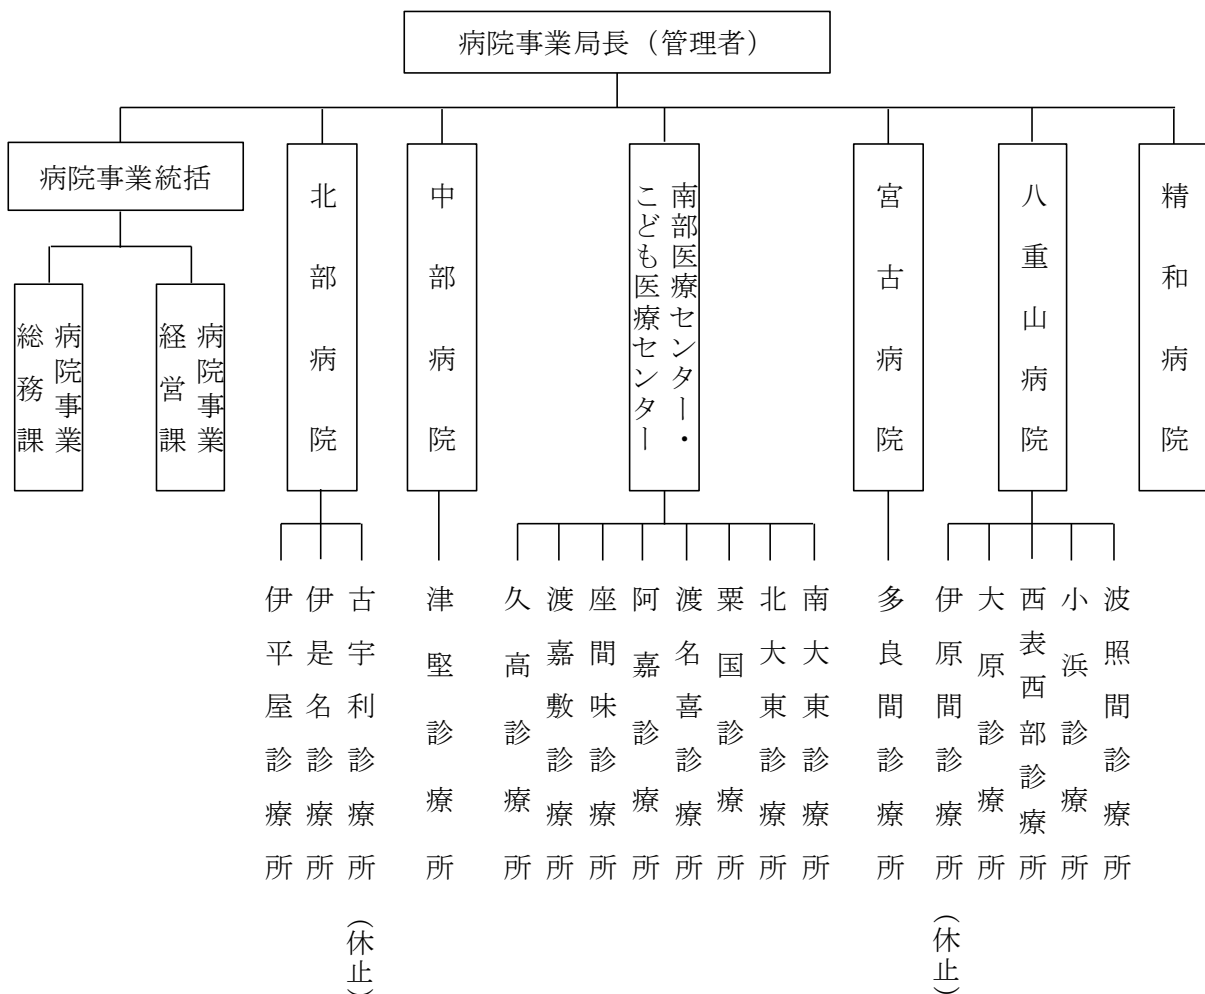 病院事業局長（管理者）
病院事業統括
病院事業
総務課
病院事業
経営課
北部病院
中部病院
南部医療センター・
こども医療センター
宮古病院
八重山病院
精和病院
伊平屋診療所
伊是名診療所
古宇利診療所（休止）
津堅診療所
久高診療所
渡嘉敷診療所
座間味診療所
阿嘉診療所
渡名喜診療所
粟国診療所
北大東診療所
南大東診療所
多良間診療所
伊原間診療所（休止）
大原診療所
西表西部診療所
小浜診療所
波照間診療所